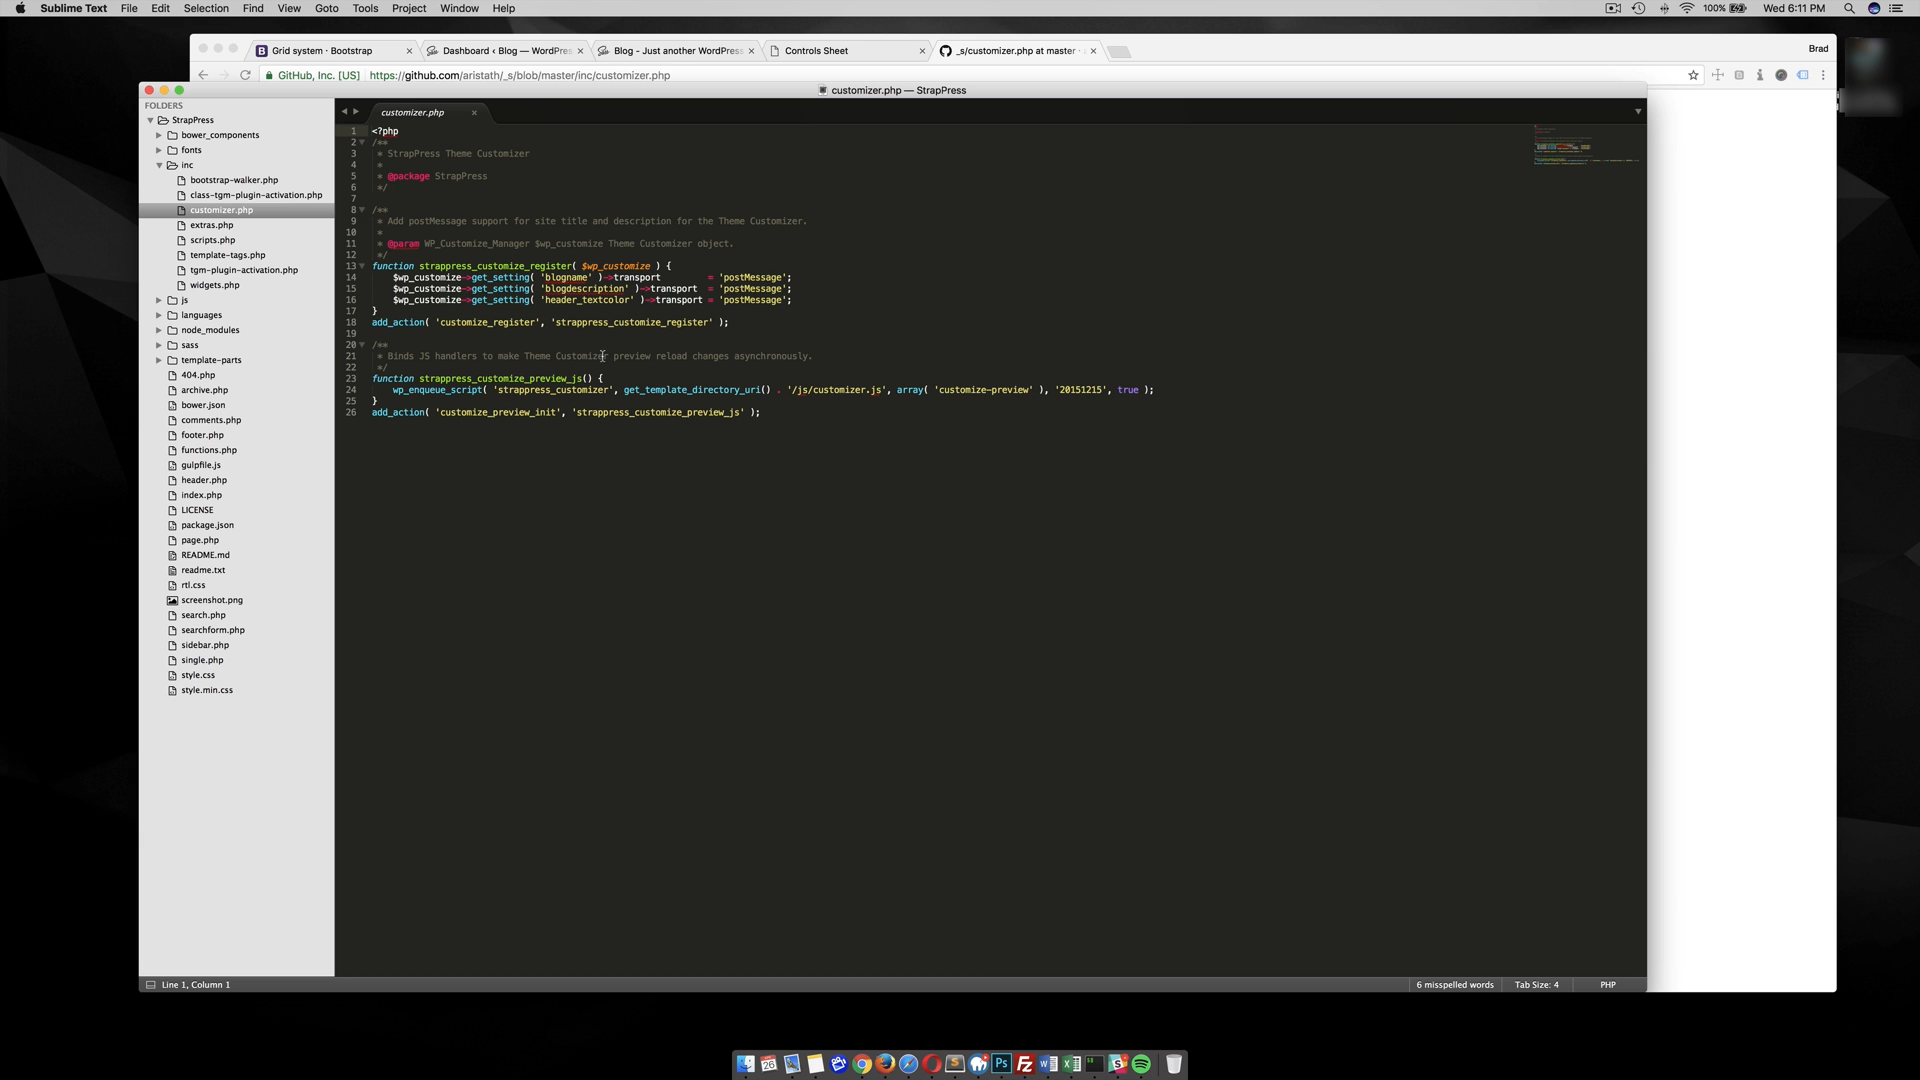 Sublime Text File Edit Selection Find View Goto Tools Project Window Help 100% Wed 6:11 PM
Grid system · Bootstrap
Dashboard ‹ Blog — WordPres
Blog - Just another WordPres
Controls Sheet
_s/customizer.php at master ·
Brad
GitHub, Inc. [US] https://github.com/aristath/_s/blob/master/inc/customizer.php
customizer.php — StrapPress
FOLDERS
StrapPress
bower_components
fonts
inc
bootstrap-walker.php
class-tgm-plugin-activation.php
customizer.php
extras.php
scripts.php
template-tags.php
tgm-plugin-activation.php
widgets.php
js
languages
node_modules
sass
template-parts
404.php
archive.php
bower.json
comments.php
footer.php
functions.php
gulpfile.js
header.php
index.php
LICENSE
package.json
page.php
README.md
readme.txt
rtl.css
screenshot.png
search.php
searchform.php
sidebar.php
single.php
style.css
style.min.css
customizer.php
1 <?php
2 /**
3  * StrapPress Theme Customizer
4  *
5  * @package StrapPress
6  */
7
8 /**
9  * Add postMessage support for site title and description for the Theme Customizer.
10  *
11  * @param WP_Customize_Manager $wp_customize Theme Customizer object.
12  */
13 function strappress_customize_register( $wp_customize ) {
14     $wp_customize->get_setting( 'blogname' )->transport         = 'postMessage';
15     $wp_customize->get_setting( 'blogdescription' )->transport  = 'postMessage';
16     $wp_customize->get_setting( 'header_textcolor' )->transport = 'postMessage';
17 }
18 add_action( 'customize_register', 'strappress_customize_register' );
19
20 /**
21  * Binds JS handlers to make Theme Customizer preview reload changes asynchronously.
22  */
23 function strappress_customize_preview_js() {
24     wp_enqueue_script( 'strappress_customizer', get_template_directory_uri() . '/js/customizer.js', array( 'customize-preview' ), '20151215', true );
25 }
26 add_action( 'customize_preview_init', 'strappress_customize_preview_js' );
Line 1, Column 1
6 misspelled words
Tab Size: 4
PHP
26
Ps
Fz